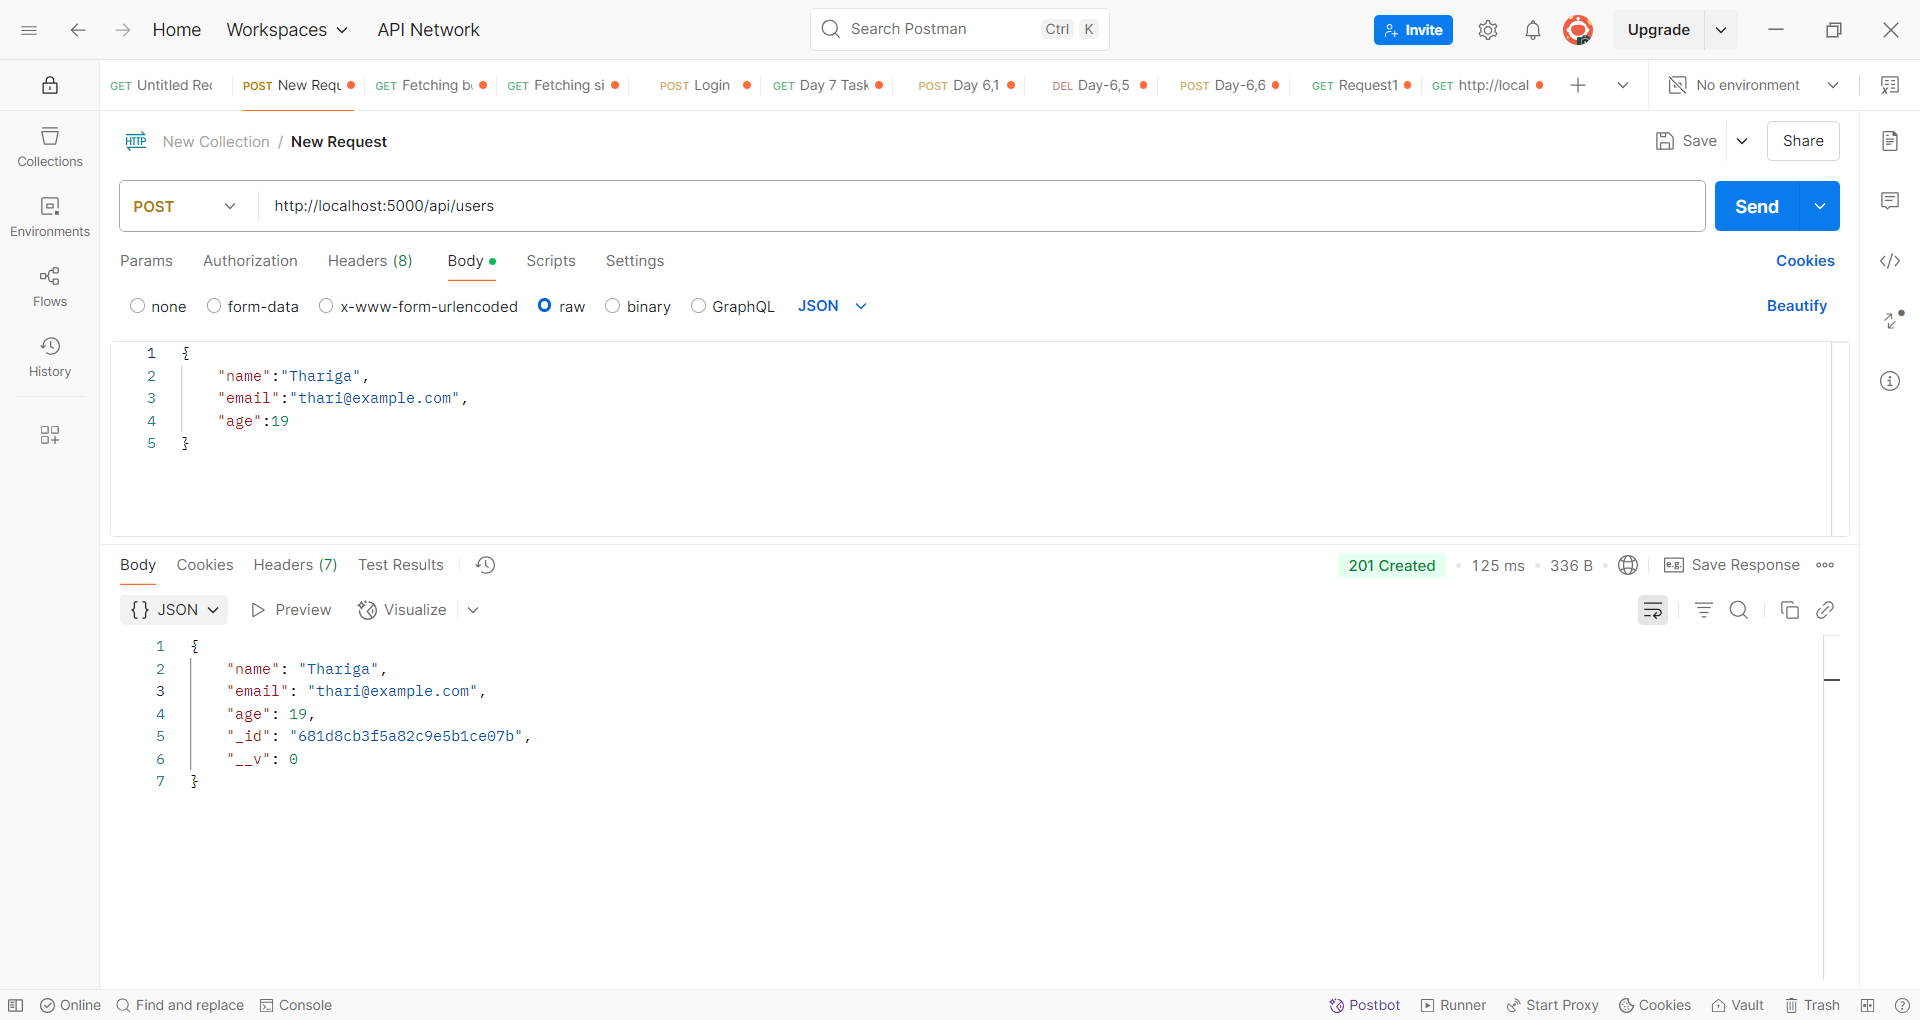 Home Workspaces API Network Search Postman Ctrl K Invite Upgrade
GET Untitled Rec POST New Requ GET Fetching b GET Fetching si POST Login GET Day 7 Task POST Day 6,1 DEL Day-6,5 POST Day-6,6 GET Request1 GET http://local No environment
Collections
Environments
Flows
History
HTTP New Collection / New Request Save Share
POST http://localhost:5000/api/users Send
Params Authorization Headers (8) Body Scripts Settings Cookies
none form-data x-www-form-urlencoded raw binary GraphQL JSON Beautify
1 {
2 "name":"Thariga",
3 "email":"thari@example.com",
4 "age":19
5 }
Body Cookies Headers (7) Test Results 201 Created 125 ms 336 B e.g. Save Response
{} JSON Preview Visualize
1 {
2 "name": "Thariga",
3 "email": "thari@example.com",
4 "age": 19,
5 "_id": "681d8cb3f5a82c9e5b1ce07b",
6 "__v": 0
7 }
Online Find and replace Console Postbot Runner Start Proxy Cookies Vault Trash